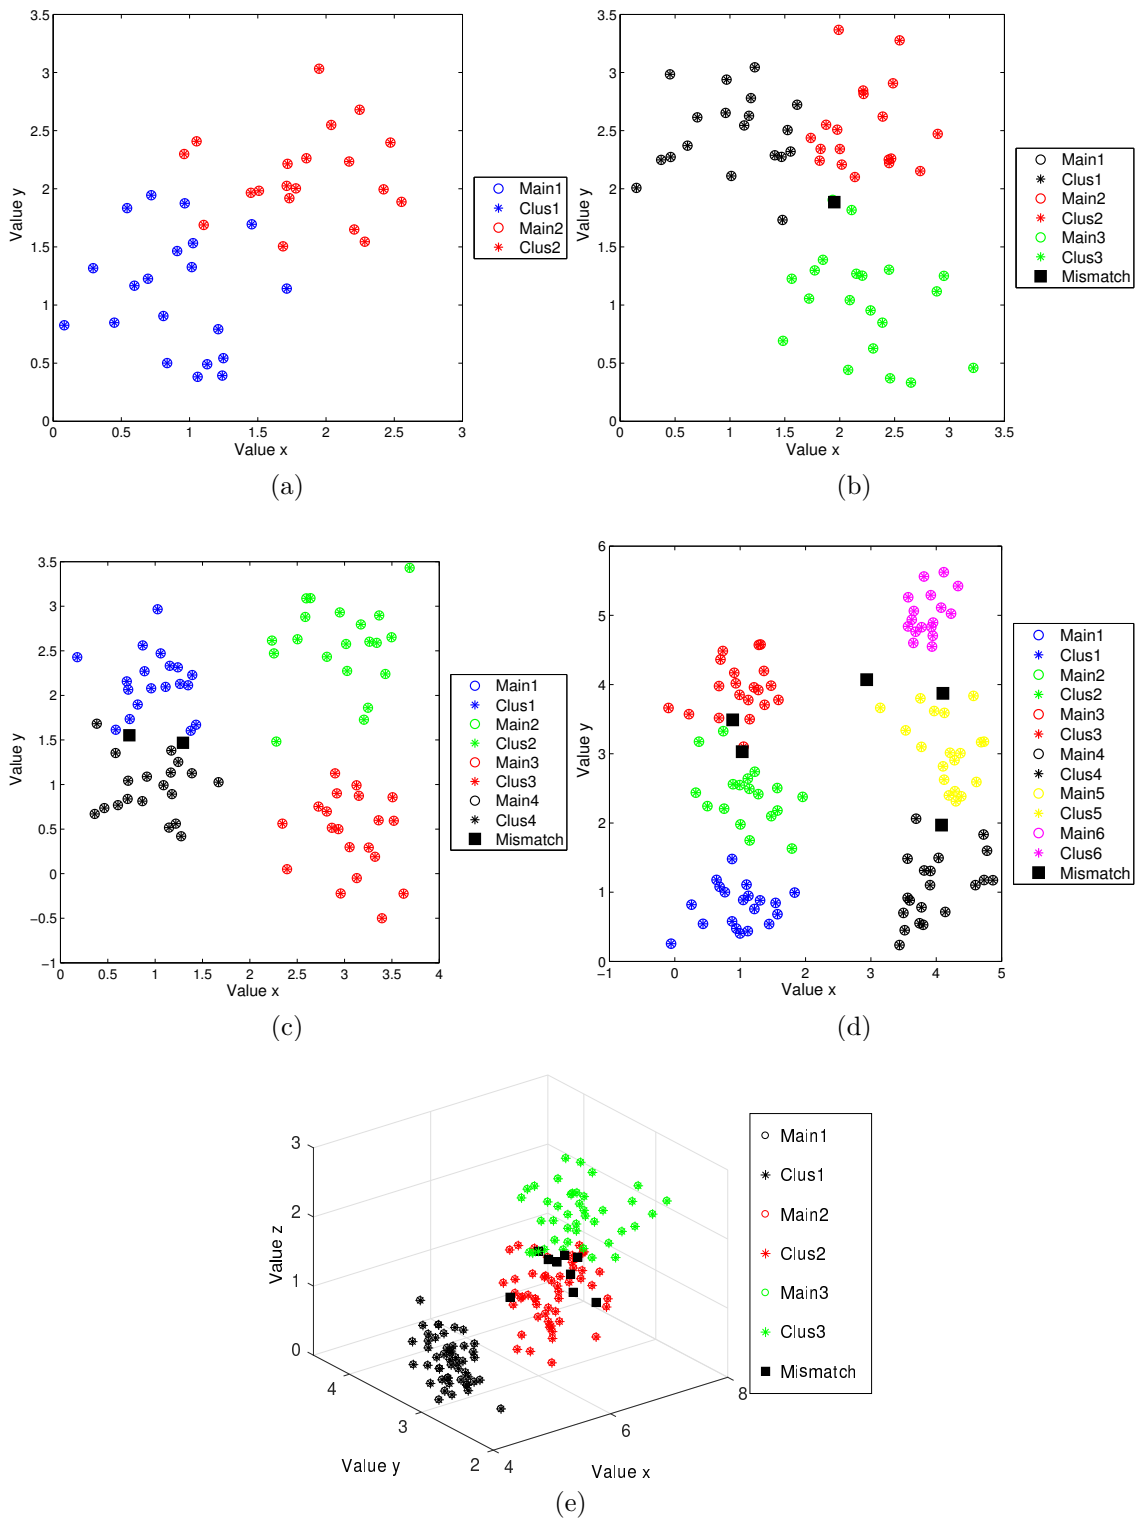 3.5
3
2.5
2
1.5
1
0.5
0
Value y
0 0.5 1 1.5 2 2.5 3
Value x
Main1
Clus1
Main2
Clus2
(a)
3.5
3
2.5
2
1.5
1
0.5
0
Value y
0 0.5 1 1.5 2 2.5 3 3.5
Value x
Main1
Clus1
Main2
Clus2
Main3
Clus3
Mismatch
(b)
3.5
3
2.5
2
1.5
1
0.5
0
−0.5
−1
Value y
0 0.5 1 1.5 2 2.5 3 3.5 4
Value x
Main1
Clus1
Main2
Clus2
Main3
Clus3
Main4
Clus4
Mismatch
(c)
6
5
4
3
2
1
0
Value y
−1 0 1 2 3 4 5
Value x
Main1
Clus1
Main2
Clus2
Main3
Clus3
Main4
Clus4
Main5
Clus5
Main6
Clus6
Mismatch
(d)
3
2
1
0
Value z
4
3
2
Value y
4
6
8
Value x
Main1
Clus1
Main2
Clus2
Main3
Clus3
Mismatch
(e)